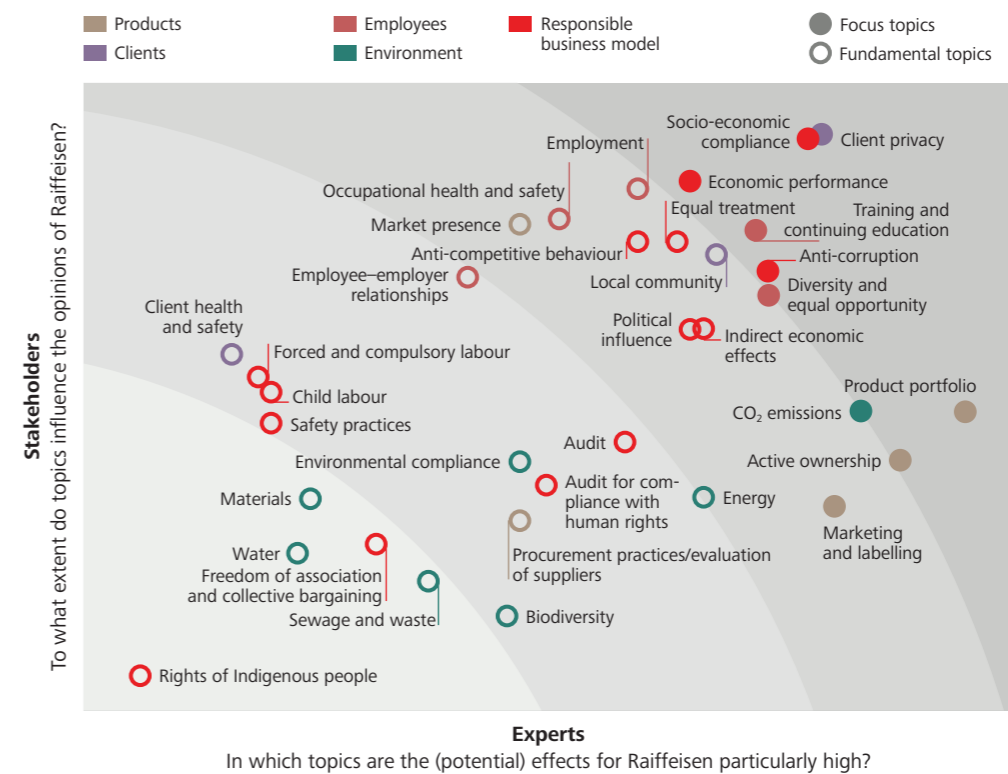 Products
Clients
Employees
Environment
Responsible
business model
Focus topics
Fundamental topics
Stakeholders
To what extent do topics influence the opinions of Raiffeisen?
Socio-economic
compliance
Client privacy
Employment
Economic performance
Occupational health and safety
Equal treatment
Training and
continuing education
Market presence
Anti-competitive behaviour
Anti-corruption
Employee–employer
relationships
Local community
Diversity and
equal opportunity
Client health
and safety
Political
influence
Indirect economic
effects
Forced and compulsory labour
Child labour
Product portfolio
CO₂ emissions
Safety practices
Audit
Environmental compliance
Active ownership
Audit for com-
pliance with
human rights
Materials
Energy
Marketing
and labelling
Water
Procurement practices/evaluation
of suppliers
Freedom of association
and collective bargaining
Sewage and waste
Biodiversity
Rights of Indigenous people
Experts
In which topics are the (potential) effects for Raiffeisen particularly high?